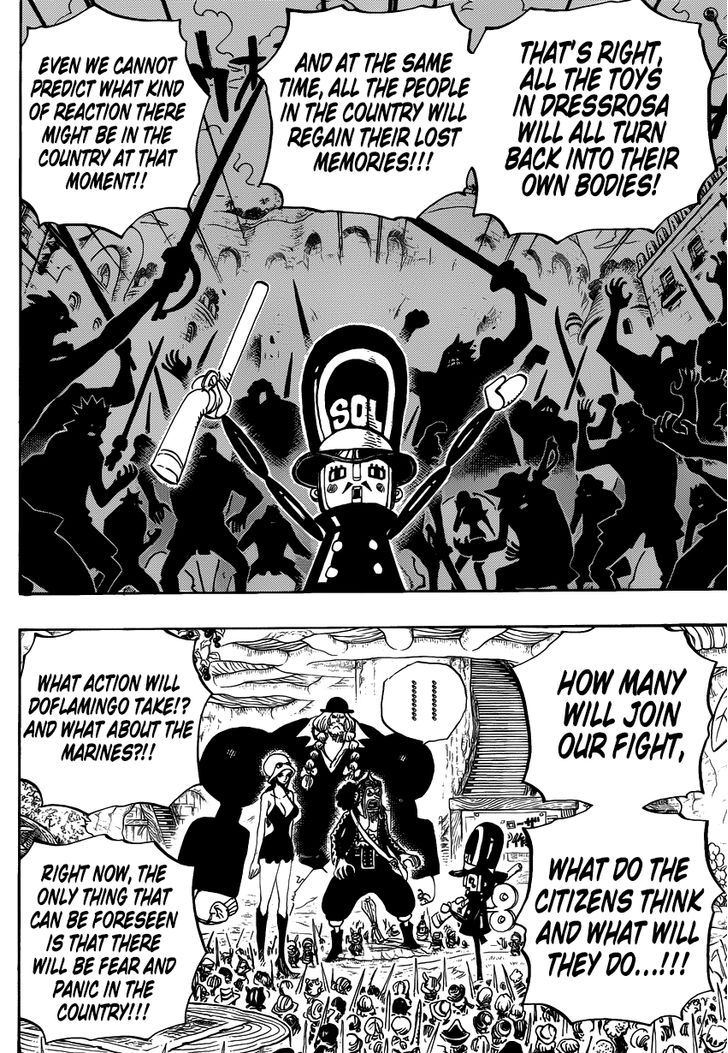 THAT'S RIGHT,
ALL THE TOYS
IN DRESSROSA
WILL ALL TURN
BACK INTO THEIR
OWN BODIES!
AND AT THE SAME
TIME, ALL THE PEOPLE
IN THE COUNTRY WILL
REGAIN THEIR LOST
MEMORIES!!!
EVEN WE CANNOT
PREDICT WHAT KIND
OF REACTION THERE
MIGHT BE IN THE
COUNTRY AT THAT
MOMENT!!
SOL
HOW MANY
WILL JOIN
OUR FIGHT,
WHAT DO THE
CITIZENS THINK
AND WHAT WILL
THEY DO...!!!
!!!!!!!!
WHAT ACTION WILL
DOFLAMINGO TAKE!?
AND WHAT ABOUT THE
MARINES?!!
RIGHT NOW, THE
ONLY THING THAT
CAN BE FORESEEN
IS THAT THERE
WILL BE FEAR AND
PANIC IN THE
COUNTRY!!!